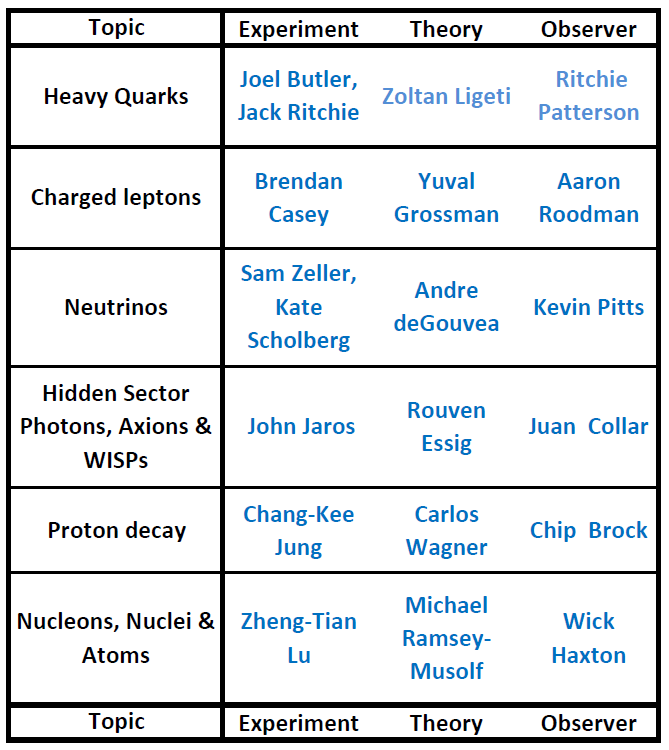 Topic Experiment Theory Observer
Heavy Quarks
Joel Butler,
Jack Ritchie
Zoltan Ligeti
Ritchie
Patterson
Charged leptons
Brendan
Casey
Yuval
Grossman
Aaron
Roodman
Neutrinos
Sam Zeller,
Kate
Scholberg
Andre
deGouvea
Kevin Pitts
Hidden Sector
Photons, Axions &
WISPs
John Jaros
Rouven
Essig
Juan Collar
Proton decay
Chang-Kee
Jung
Carlos
Wagner
Chip Brock
Nucleons, Nuclei &
Atoms
Zheng-Tian
Lu
Michael
Ramsey-
Musolf
Wick
Haxton
Topic Experiment Theory Observer